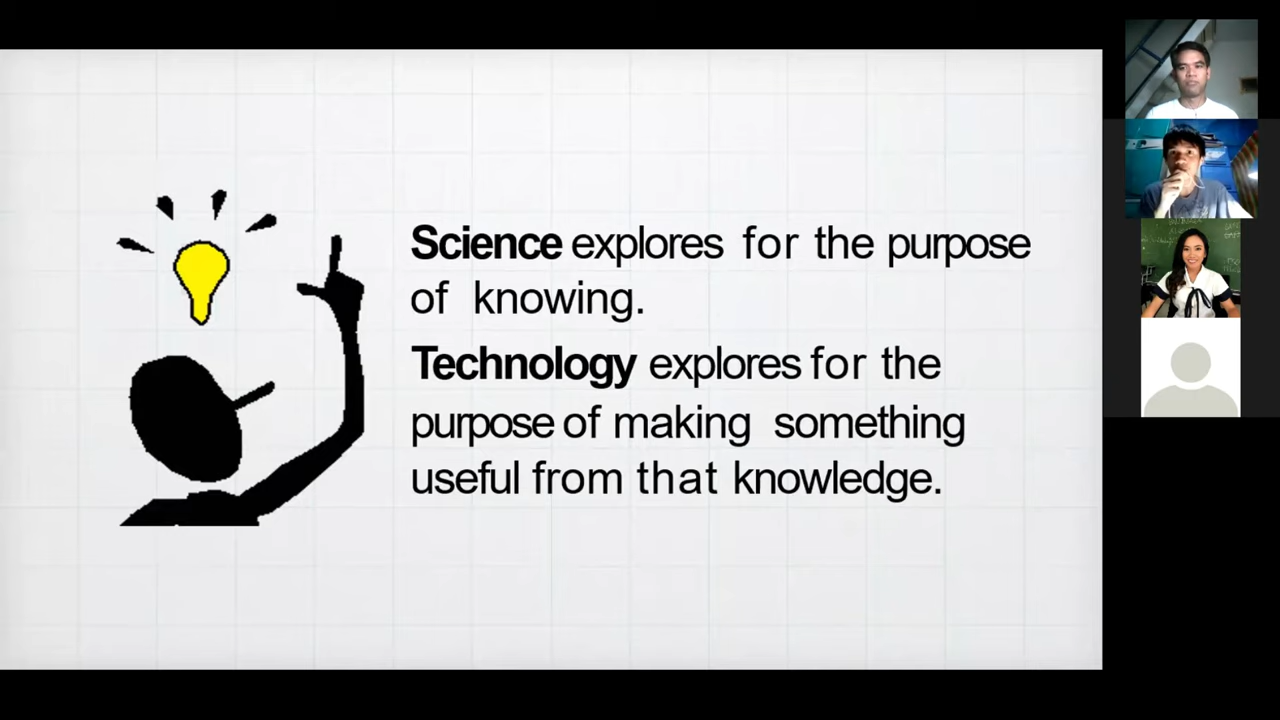 Science explores for the purpose
of knowing.
Technology explores for the
purpose of making something
useful from that knowledge.